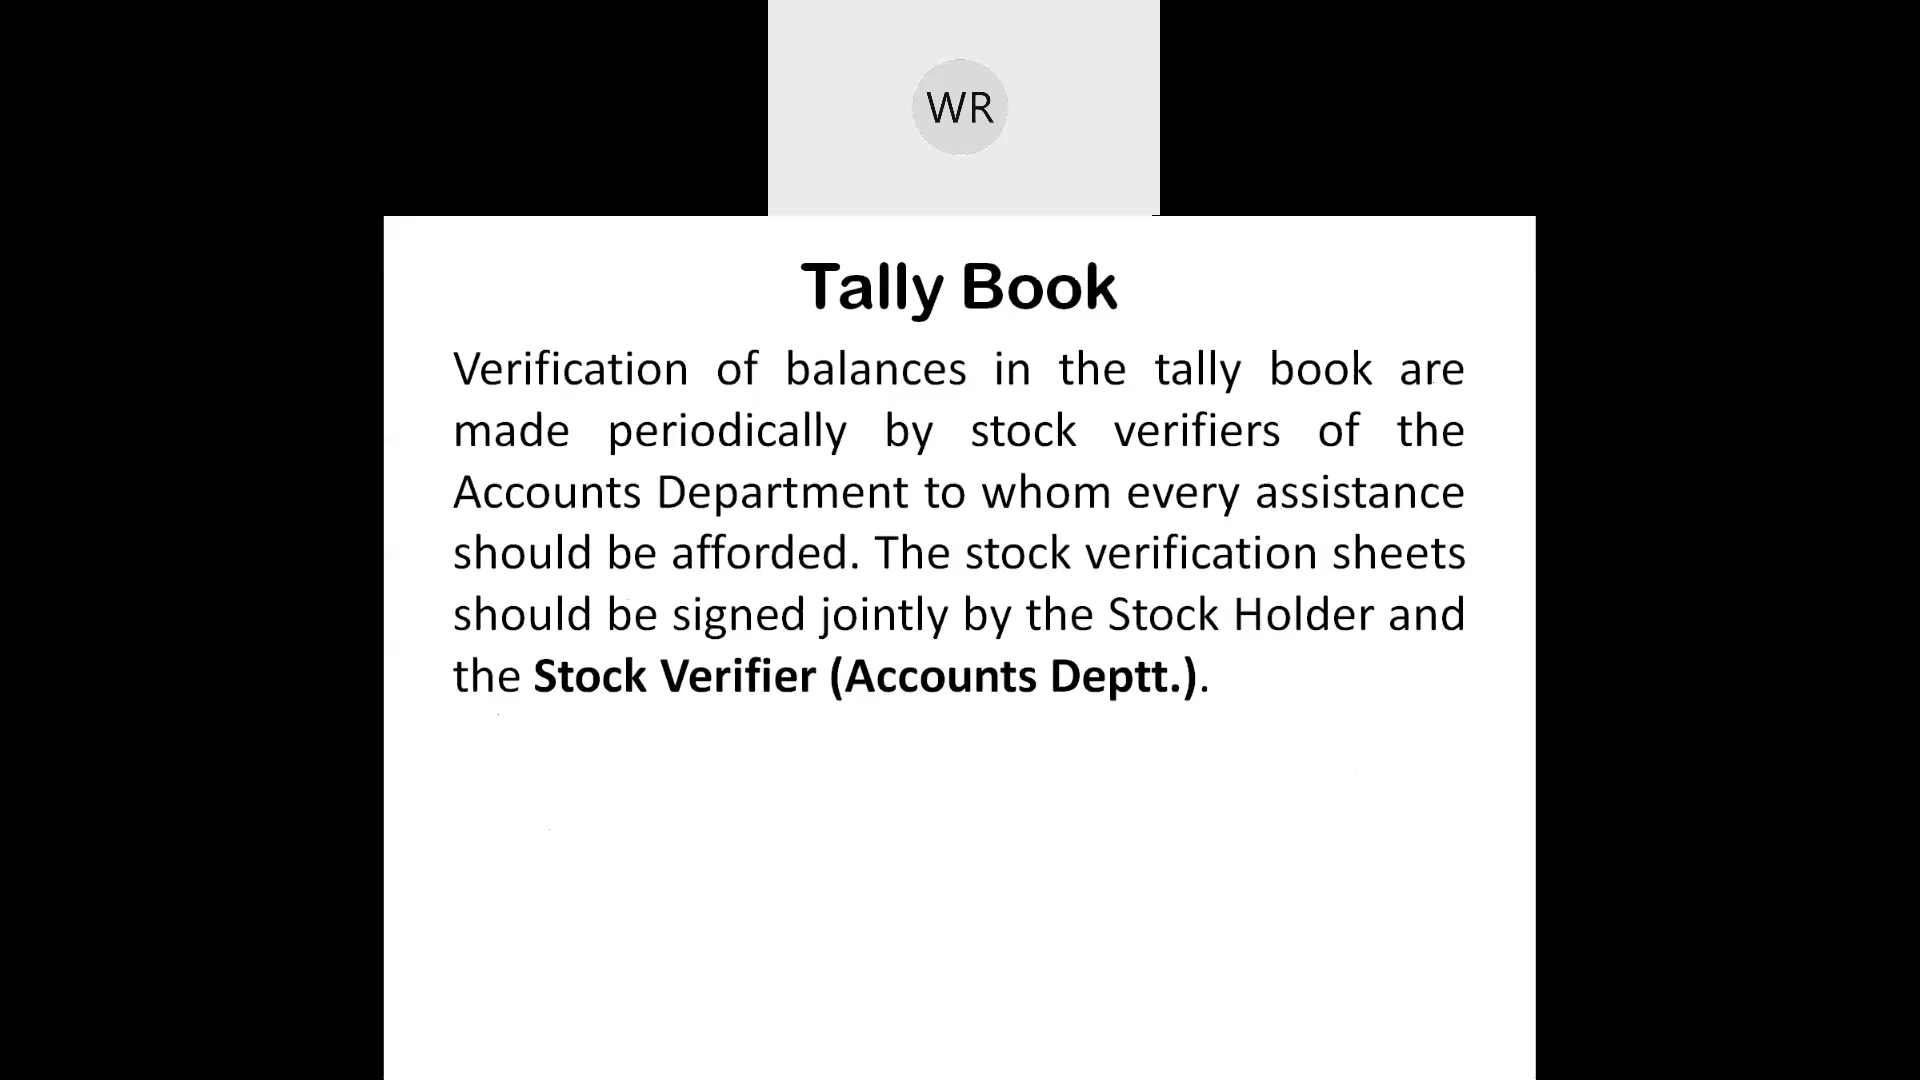 WR
Tally Book
Verification of balances in the tally book are
made periodically by stock verifiers of the
Accounts Department to whom every assistance
should be afforded. The stock verification sheets
should be signed jointly by the Stock Holder and
the Stock Verifier (Accounts Deptt.).